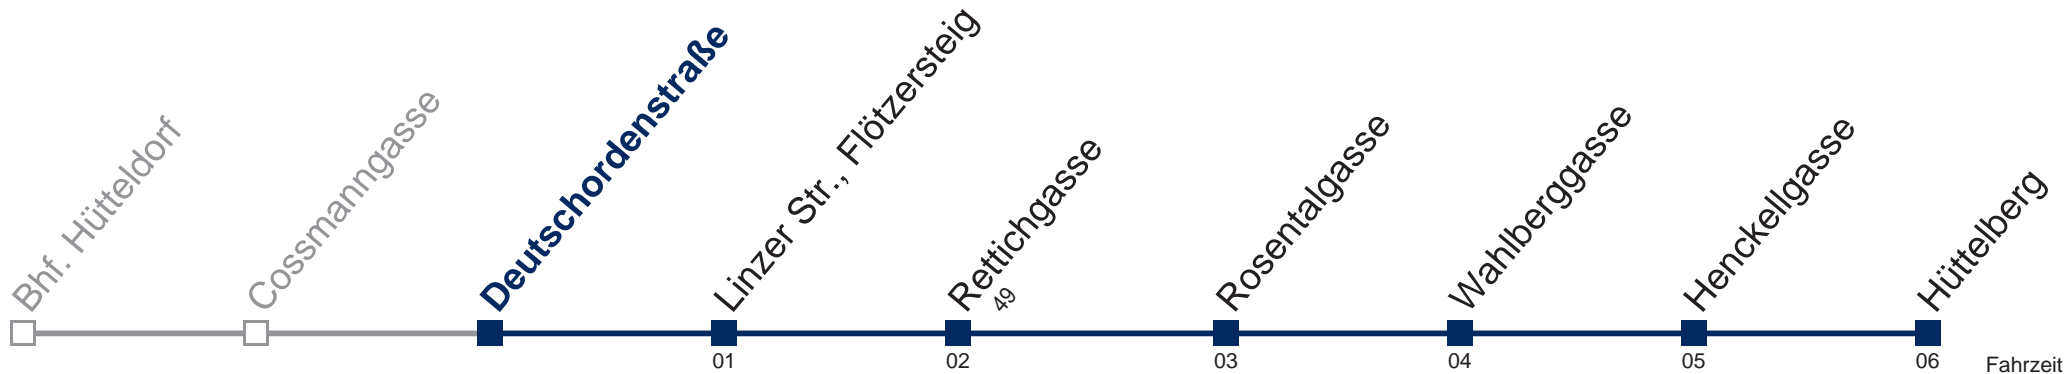 Bhf. Hütteldorf
Cossmanngasse
Deutschordenstraße
Linzer Str., Flötzersteig
Rettichgasse
49
Rosentalgasse
Wahlberggasse
Henckellgasse
Hüttelberg
01 02 03 04 05 06 Fahrzeit